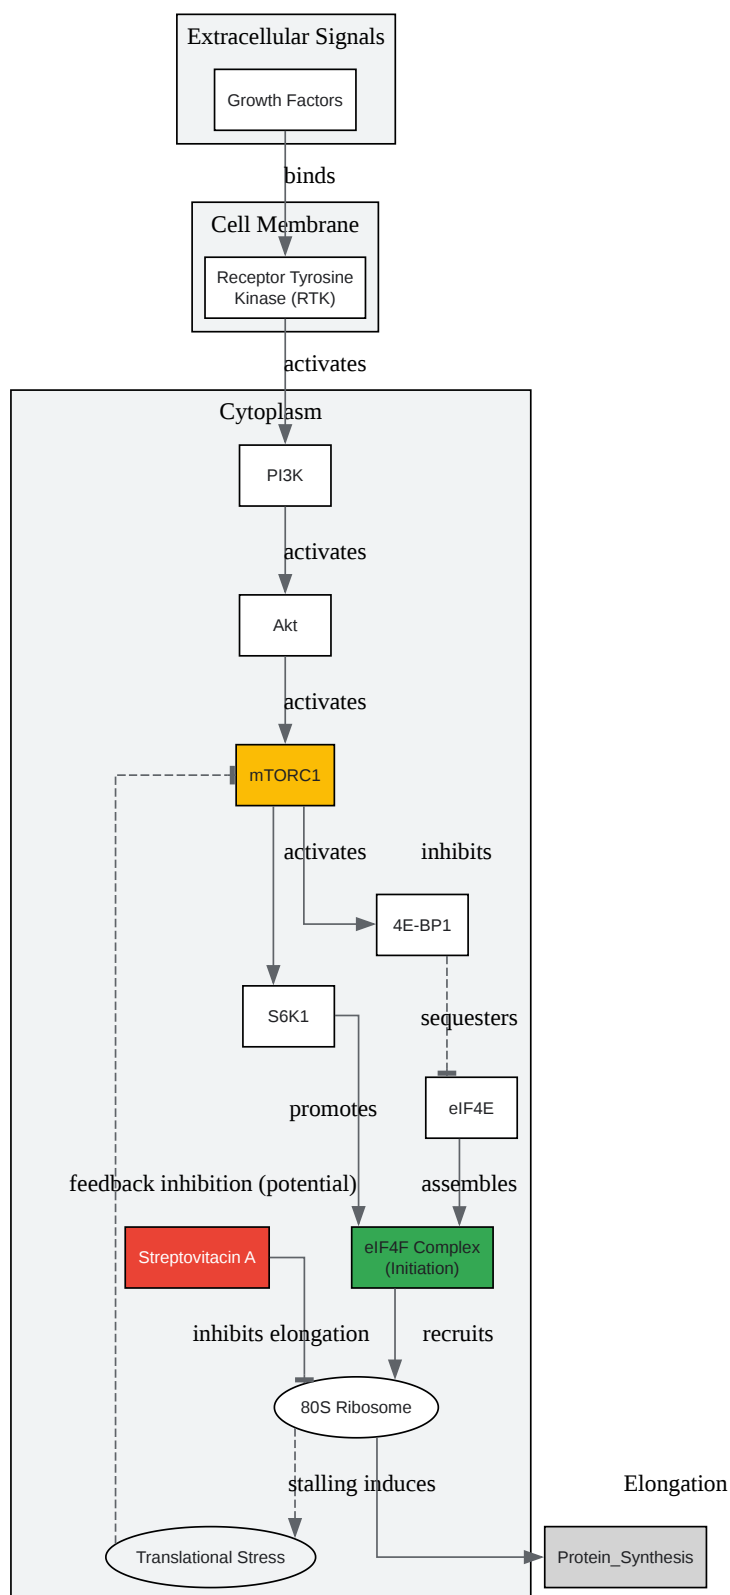 Extracellular Signals
Growth Factors
binds
Cell Membrane
Receptor Tyrosine
Kinase (RTK)
activates
Cytoplasm
PI3K
activates
Akt
activates
mTORC1
activates
inhibits
4E-BP1
S6K1
sequesters
promotes
eIF4E
feedback inhibition (potential)
assembles
Streptovitacin A
eIF4F Complex
(Initiation)
inhibits elongation
recruits
80S Ribosome
stalling induces
Elongation
Translational Stress
Protein_Synthesis